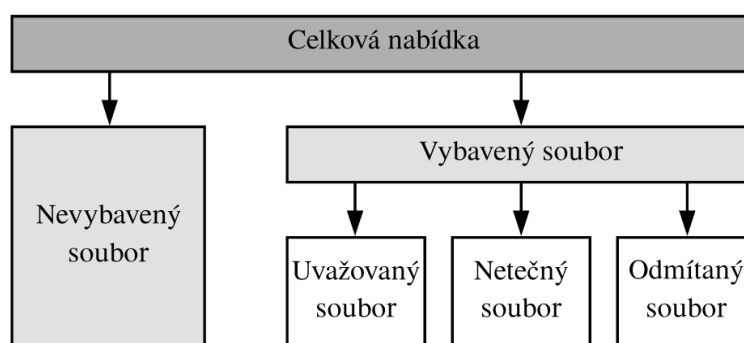 Celková nabídka
Vybavený soubor
Nevybavený
soubor
Uvažovaný
soubor
Netečný
soubor
Odmítaný
soubor